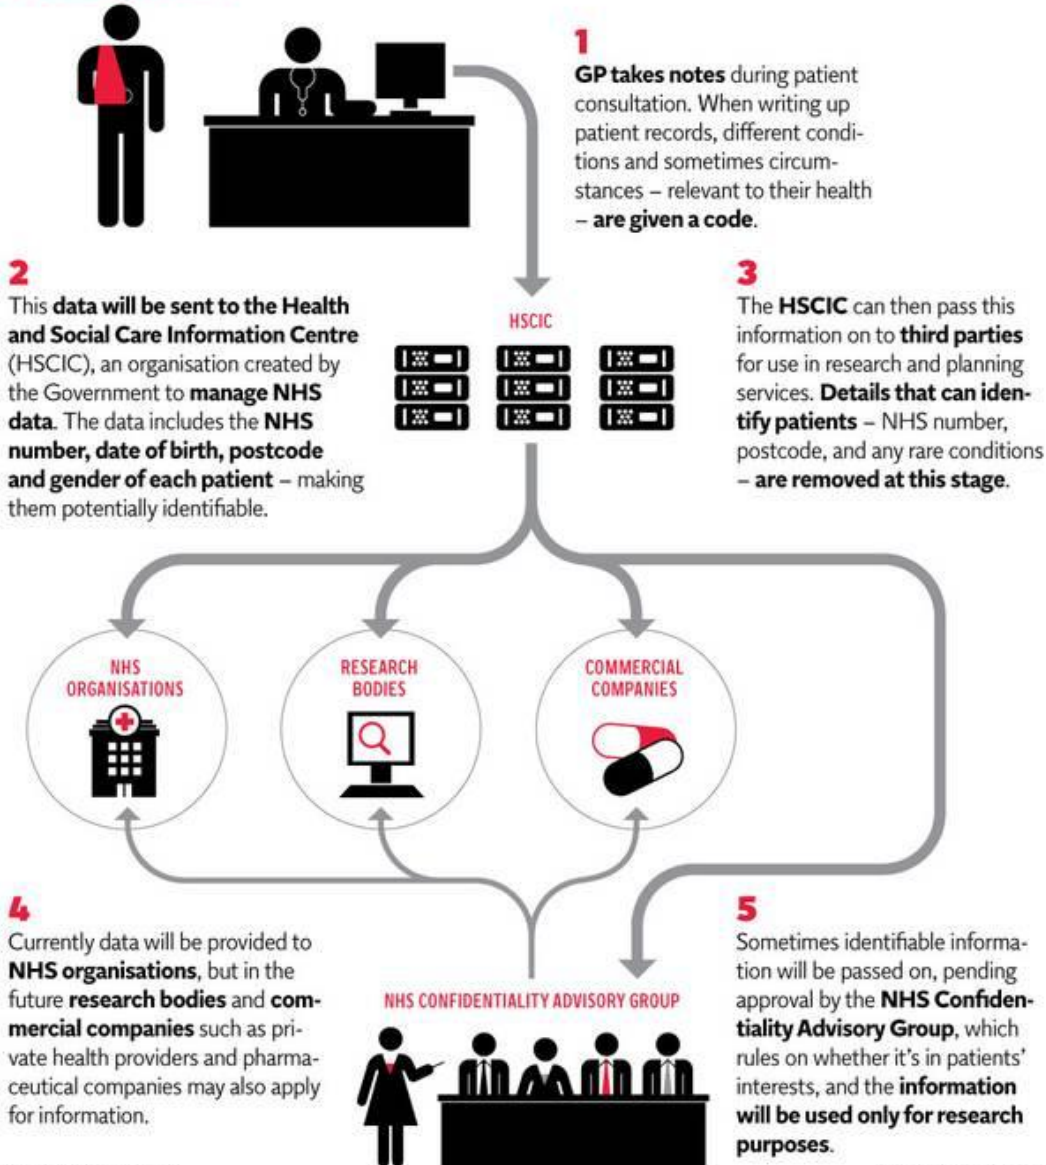 1
GP takes notes during patient
consultation. When writing up
patient records, different condi-
tions and sometimes circum-
stances – relevant to their health
– are given a code.
2
This data will be sent to the Health
and Social Care Information Centre
(HSCIC), an organisation created by
the Government to manage NHS
data. The data includes the NHS
number, date of birth, postcode
and gender of each patient – making
them potentially identifiable.
HSCIC
3
The HSCIC can then pass this
information on to third parties
for use in research and planning
services. Details that can iden-
tify patients – NHS number,
postcode, and any rare conditions
– are removed at this stage.
NHS
ORGANISATIONS
RESEARCH
BODIES
COMMERCIAL
COMPANIES
4
Currently data will be provided to
NHS organisations, but in the
future research bodies and com-
mercial companies such as pri-
vate health providers and pharma-
ceutical companies may also apply
for information.
NHS CONFIDENTIALITY ADVISORY GROUP
5
Sometimes identifiable informa-
tion will be passed on, pending
approval by the NHS Confiden-
tiality Advisory Group, which
rules on whether it's in patients'
interests, and the information
will be used only for research
purposes.